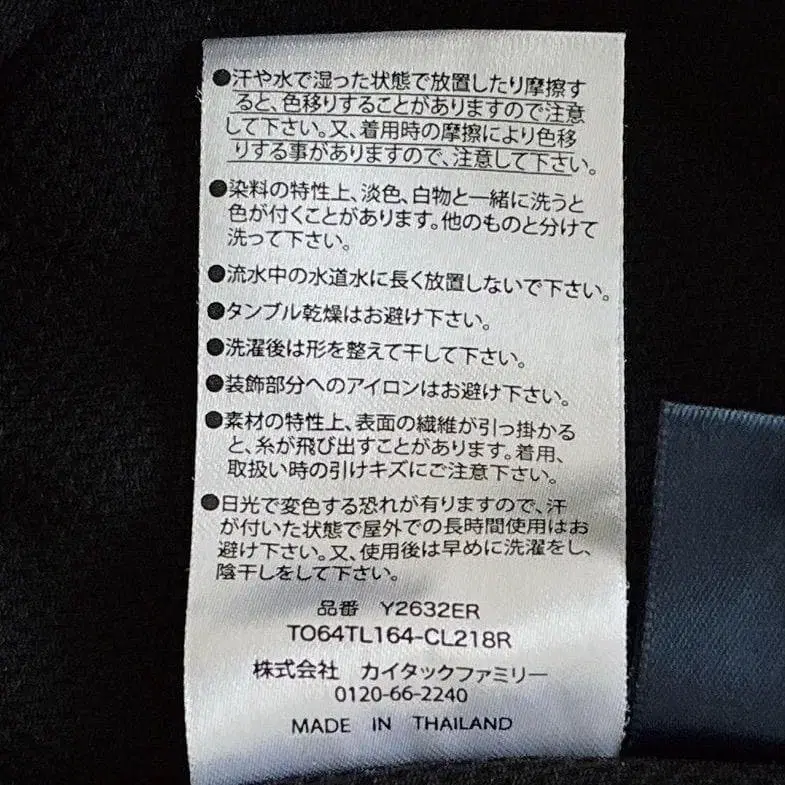 ●汗や水で湿った状態で放置したり摩擦す
ると、色移りすることがありますので注意
して下さい。又、着用時の摩擦により色移
りする事がありますので、注意して下さい。
●染料の特性上、淡色、白物と一緒に洗うと
色が付くことがあります。他のものと分けて
洗って下さい。
●流水中の水道水に長く放置しないで下さい。
●タンブル乾燥はお避け下さい。
●洗濯後は形を整えて干して下さい。
●装飾部分へのアイロンはお避け下さい。
●素材の特性上、表面の繊維が引っ掛かる
と、糸が飛び出すことがあります。着用、
取扱い時の引けキズにご注意下さい。
●日光で変色する恐れが有りますので、汗
が付いた状態で屋外での長時間使用はお
避け下さい。又、使用後は早めに洗濯をし、
陰干しをして下さい。
品番 Y2632ER
TO64TL164-CL218R
株式会社 カイタックファミリー
0120-66-2240
MADE IN THAILAND